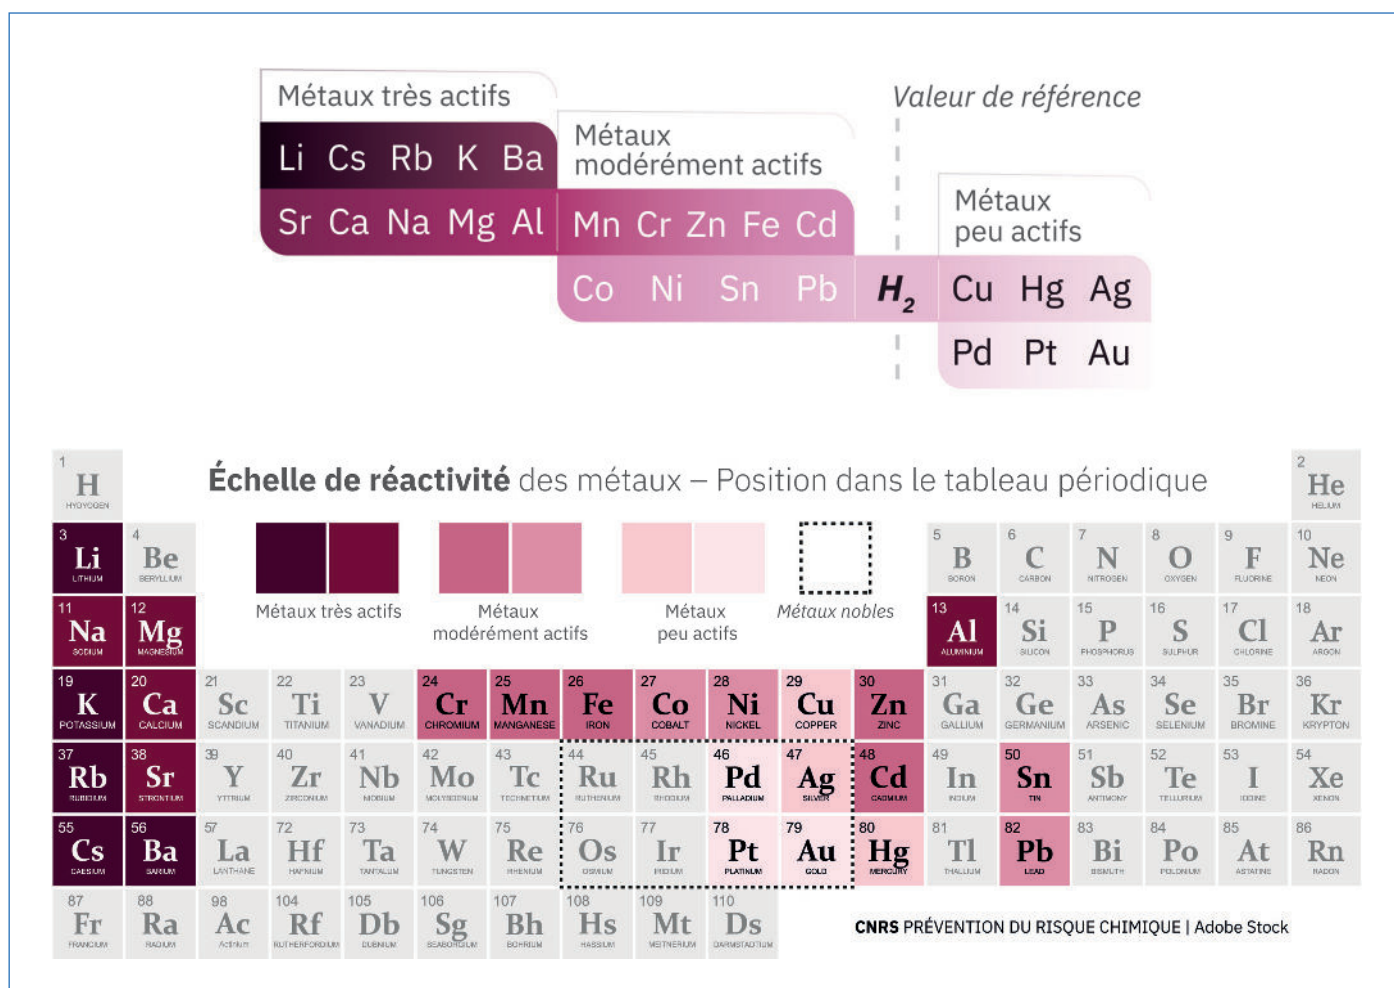 Métaux très actifs
Valeur de référence
Métaux
modérément actifs
Li Cs Rb K Ba
Métaux
peu actifs
Sr Ca Na Mg Al Mn Cr Zn Fe Cd
Co Ni Sn Pb H2 Cu Hg Ag
Pd Pt Au
Échelle de réactivité des métaux – Position dans le tableau périodique
Métaux très actifs
Métaux
modérément actifs
Métaux
peu actifs
Métaux nobles
1 H HYDYOGEN
2 He HELIUM
3 Li LITHIUM
4 Be BERYLLIUM
5 B BORON
6 C CARBON
7 N NITROGEN
8 O OXYGEN
9 F FLUORINE
10 Ne NEON
11 Na SODIUM
12 Mg MAGNESIUM
13 Al ALUMINIUM
14 Si SILICON
15 P PHOSPHORUS
16 S SULPHUR
17 Cl CHLORINE
18 Ar ARGON
19 K POTASSIUM
20 Ca CALCIUM
21 Sc SCANDIUM
22 Ti TITANIUM
23 V VANADIUM
24 Cr CHROMIUM
25 Mn MANGANESE
26 Fe IRON
27 Co COBALT
28 Ni NICKEL
29 Cu COPPER
30 Zn ZINC
31 Ga GALLIUM
32 Ge GERMANIUM
33 As ARSENIC
34 Se SELENIUM
35 Br BROMINE
36 Kr KRYPTON
37 Rb RUBIDIUM
38 Sr STRONTIUM
39 Y YTTRIUM
40 Zr ZIRCONIUM
41 Nb NIOBIUM
42 Mo MOLYBDENUM
43 Tc TECHNETIUM
44 Ru RUTHENIUM
45 Rh RHODIUM
46 Pd PALLADIUM
47 Ag SILVER
48 Cd CADMIUM
49 In INDIUM
50 Sn TIN
51 Sb ANTIMONY
52 Te TELLURIUM
53 I IODINE
54 Xe XENON
55 Cs CAESIUM
56 Ba BARIUM
57 La LANTHANE
72 Hf HAFNIUM
73 Ta TANTALUM
74 W TUNGSTEN
75 Re RHENIUM
76 Os OSMIUM
77 Ir IRIDIUM
78 Pt PLATINUM
79 Au GOLD
80 Hg MERCURY
81 Tl THALLIUM
82 Pb LEAD
83 Bi BISMUTH
84 Po POLONIUM
85 At ASTATINE
86 Rn RADON
87 Fr FRANCIUM
88 Ra RADIUM
98 Ac Actinium
104 Rf RUTHERFORDIUM
105 Db DUBNIUM
106 Sg SEABORGIUM
107 Bh BOHRIUM
108 Hs HASSIUM
109 Mt MEITNERIUM
110 Ds DARMSTADTIUM
CNRS PRÉVENTION DU RISQUE CHIMIQUE | Adobe Stock